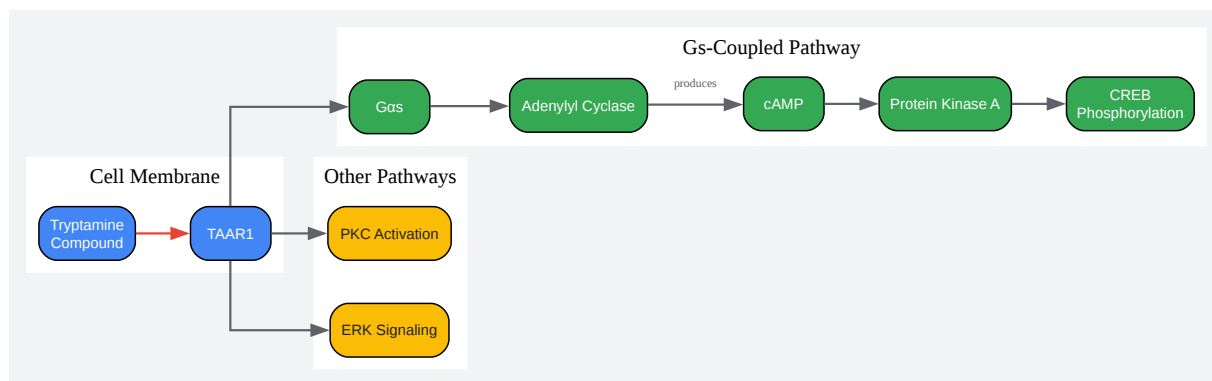 Gs-Coupled Pathway
Gαs
Adenylyl Cyclase
produces
cAMP
Protein Kinase A
CREB
Phosphorylation
Cell Membrane
Tryptamine
Compound
TAAR1
Other Pathways
PKC Activation
ERK Signaling